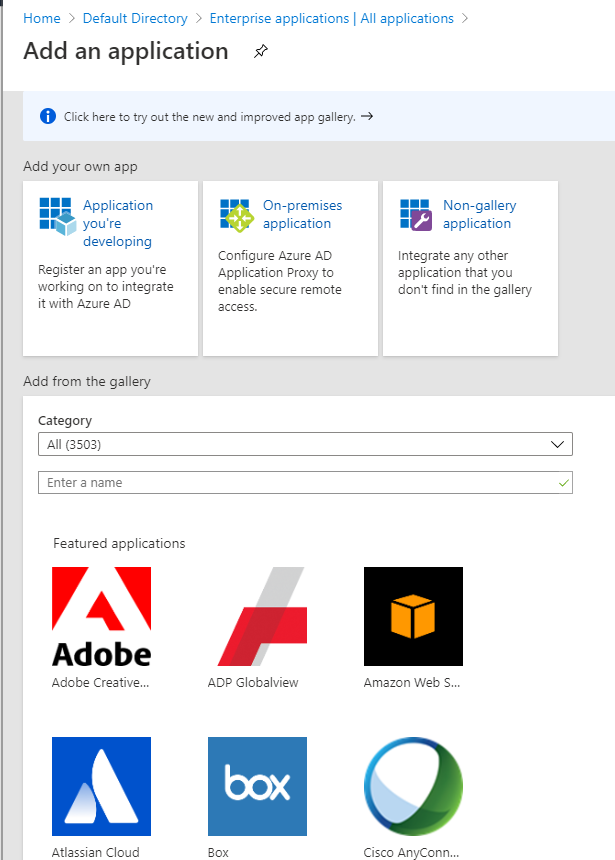 Home > Default Directory > Enterprise applications | All applications >
Add an application
Click here to try out the new and improved app gallery. →
Add your own app
Application
you're
developing
Register an app you're
working on to integrate
it with Azure AD
On-premises
application
Configure Azure AD
Application Proxy to
enable secure remote
access.
Non-gallery
application
Integrate any other
application that you
don't find in the gallery
Add from the gallery
Category
All (3503)
Enter a name
Featured applications
Adobe
Adobe Creative...
ADP Globalview
Amazon Web S...
box
Atlassian Cloud
Box
Cisco AnyConn...